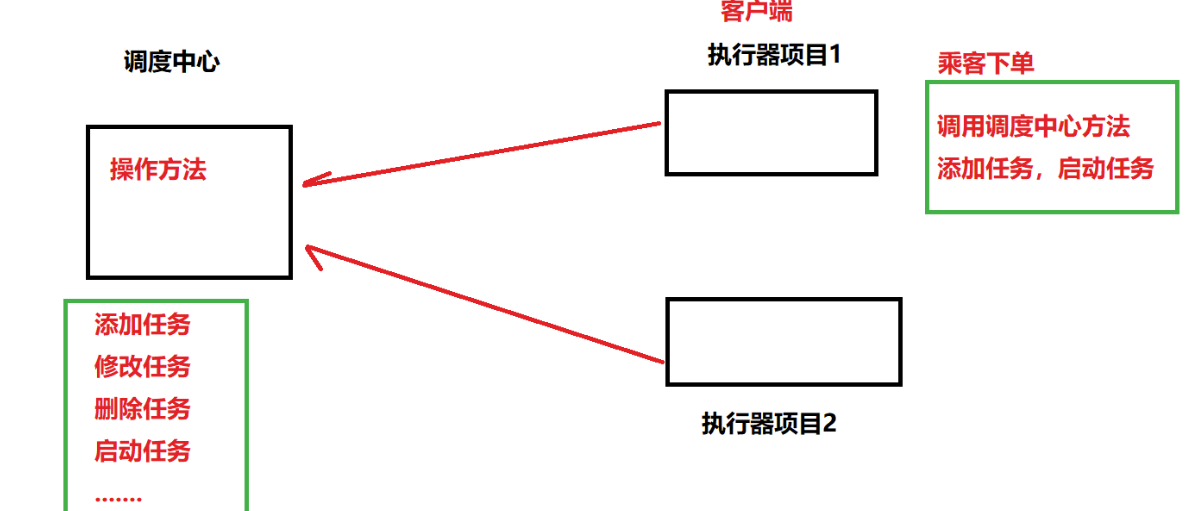 客户端
调度中心
执行器项目1
乘客下单
操作方法
调用调度中心方法
添加任务，启动任务
添加任务
修改任务
删除任务
启动任务
.......
执行器项目2